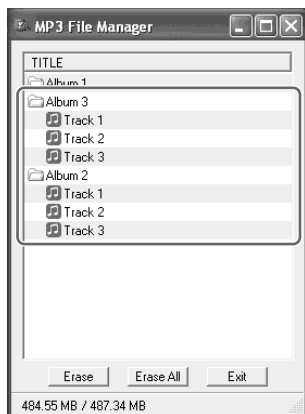 MP3 File Manager
TITLE
Album 1
Album 3
Track 1
Track 2
Track 3
Album 2
Track 1
Track 2
Track 3
Erase
Erase All
Exit
484.55 MB / 487.34 MB